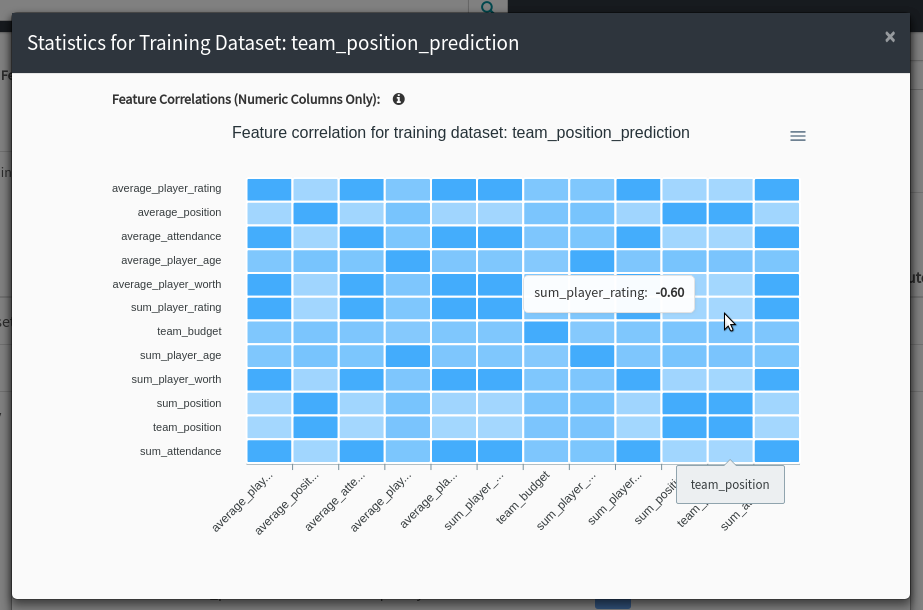 Statistics for Training Dataset: team_position_prediction
×
Feature Correlations (Numeric Columns Only):
Feature correlation for training dataset: team_position_prediction
average_player_rating
average_position
average_attendance
average_player_age
average_player_worth
sum_player_rating
team_budget
sum_player_age
sum_player_worth
sum_position
team_position
sum_attendance
sum_player_rating: -0.60
average_play...
average_posit...
average_atte...
average_play...
average_pla...
sum_player_...
team_budget
sum_player_...
sum_player...
sum_positi
team_
sum_a
team_position